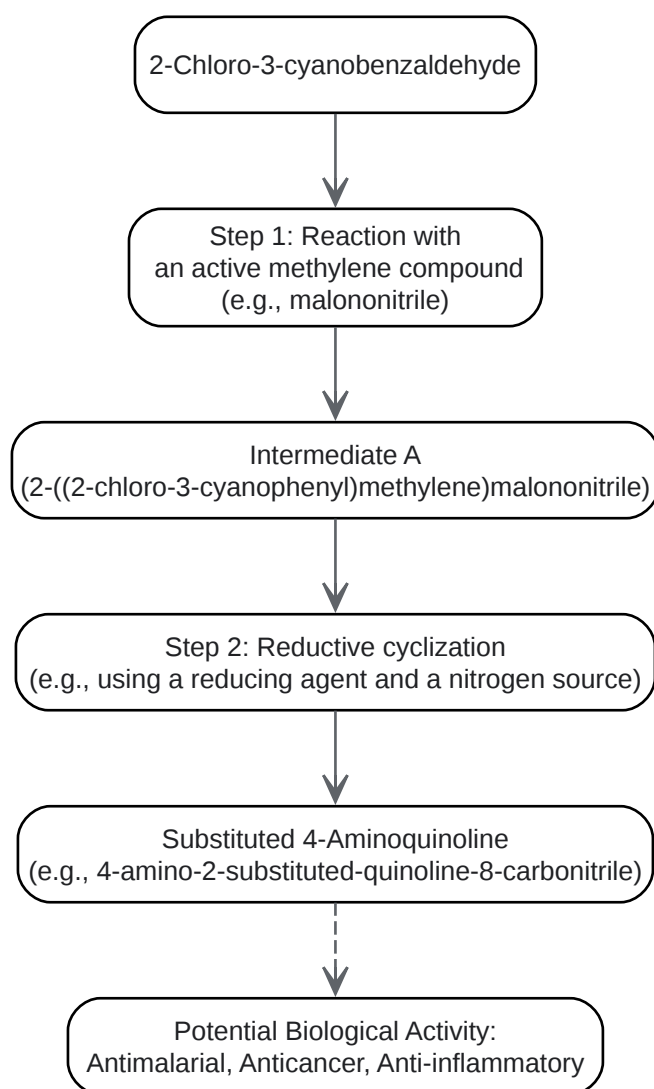 2-Chloro-3-cyanobenzaldehyde
Step 1: Reaction with
an active methylene compound
(e.g., malononitrile)
Intermediate A
(2-((2-chloro-3-cyanophenyl)methylene)malononitrile)
Step 2: Reductive cyclization
(e.g., using a reducing agent and a nitrogen source)
Substituted 4-Aminoquinoline
(e.g., 4-amino-2-substituted-quinoline-8-carbonitrile)
Potential Biological Activity:
Antimalarial, Anticancer, Anti-inflammatory